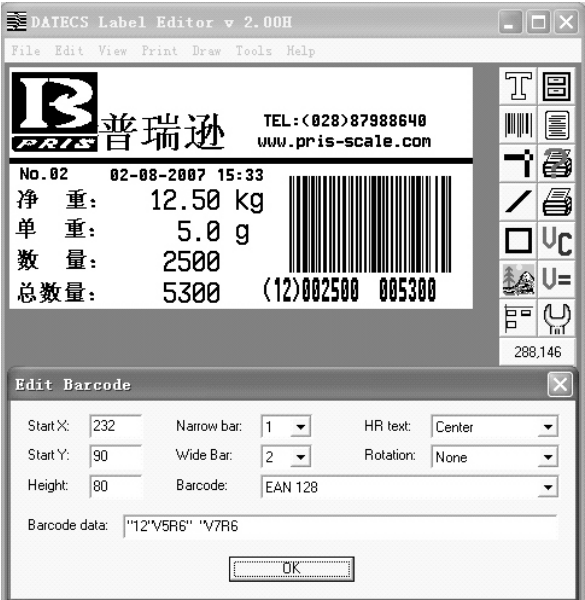 DATECS Label Editor v 2.00H
File Edit View Print Draw Tools Help
B
PRIS
普瑞逊
TEL:(028)87988640
www.pris-scale.com
No.02 02-08-2007 15:33
净 重: 12.50 kg
单 重: 5.0 g
数 量: 2500
总数量: 5300
(12)002500 005300
T
VC
V=
288,146
Edit Barcode
Start X: 232 Narrow bar: 1 HR text: Center
Start Y: 90 Wide Bar: 2 Rotation: None
Height: 80 Barcode: EAN 128
Barcode data: "12"V5R6" "V7R6
OK